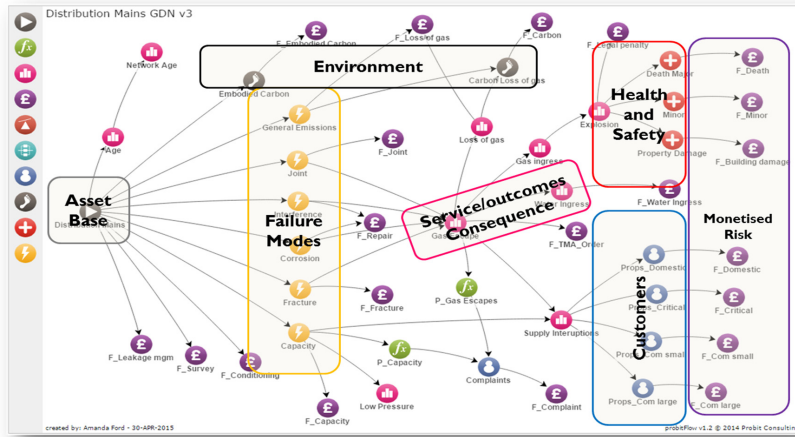 Distribution Mains GDN v3
F_Embodied Carbon
F_Loss of gas
F_Carbon
F_Legal penalty
Network Age
Environment
Death Major
F_Death
Embodied Carbon
Carbon Loss of gas
Health
and
Safety
Minor
F_Minor
General Emissions
Explosion
Age
Loss of gas
F_Joint
Gas ingress
Property Damage
F_Building damage
Joint
Asset
Base
Distribution Mains
Interference
Failure
Modes
Service/outcomes
Consequence
Water Ingress
F_Water Ingress
Gas Escape
F_Repair
F_TMA_Order
Monetised
Risk
Corrosion
Props_Domestic
F_Domestic
Fracture
F_Fracture
P_Gas Escapes
Customers
Props_Critical
F_Critical
Supply Interuptions
Capacity
F_Leakage mgm
F_Survey
F_Conditioning
P_Capacity
Props_Com small
F_Com small
Complaints
Low Pressure
F_Capacity
F_Complaint
Props_Com large
F_Com large
created by: Amanda Ford - 30-APR-2015
probitFlow v1.2 © 2014 Probit Consulting